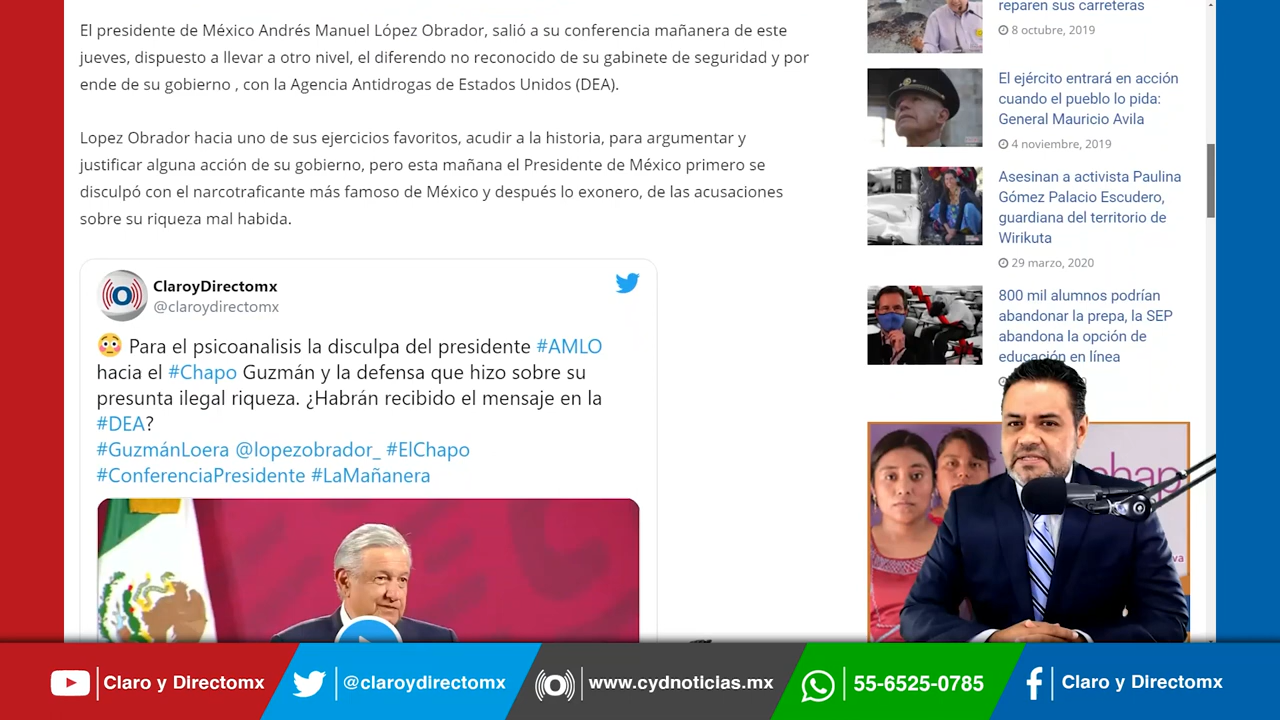 El presidente de México Andrés Manuel López Obrador, salió a su conferencia mañanera de este
jueves, dispuesto a llevar a otro nivel, el diferendo no reconocido de su gabinete de seguridad y por
ende de su gobierno , con la Agencia Antidrogas de Estados Unidos (DEA).
Lopez Obrador hacia uno de sus ejercicios favoritos, acudir a la historia, para argumentar y
justificar alguna acción de su gobierno, pero esta mañana el Presidente de México primero se
disculpó con el narcotraficante más famoso de México y después lo exonero, de las acusaciones
sobre su riqueza mal habida.
ClaroyDirectomx
@claroydirectomx
Para el psicoanalisis la disculpa del presidente #AMLO
hacia el #Chapo Guzmán y la defensa que hizo sobre su
presunta ilegal riqueza. ¿Habrán recibido el mensaje en la
#DEA?
#GuzmánLoera @lopezobrador_ #ElChapo
#ConferenciaPresidente #LaMañanera
reparen sus carreteras
8 octubre, 2019
El ejército entrará en acción
cuando el pueblo lo pida:
General Mauricio Avila
4 noviembre, 2019
Asesinan a activista Paulina
Gómez Palacio Escudero,
guardiana del territorio de
Wirikuta
29 marzo, 2020
800 mil alumnos podrían
abandonar la prepa, la SEP
abandona la opción de
educación en línea
chap
va
Claro y Directomx
@claroydirectomx
www.cydnoticias.mx
55-6525-0785
Claro y Directomx